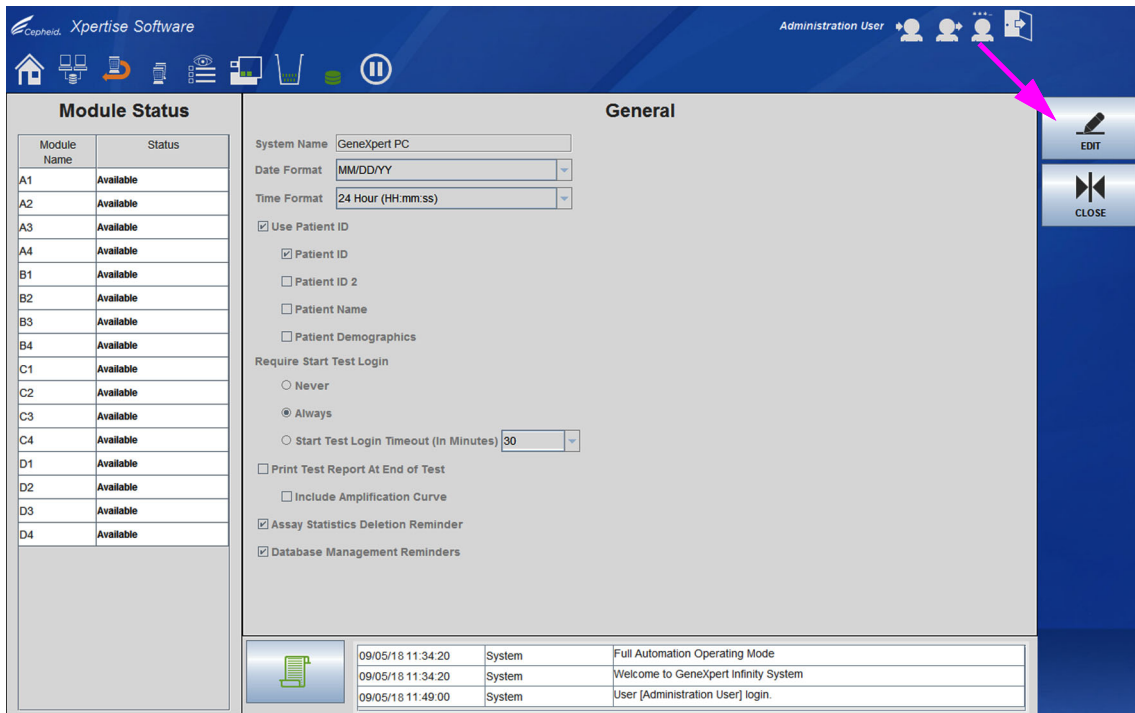 Cepheid. Xpertise Software
Administration User
Module Status
Module Name Status
A1 Available
A2 Available
A3 Available
A4 Available
B1 Available
B2 Available
B3 Available
B4 Available
C1 Available
C2 Available
C3 Available
C4 Available
D1 Available
D2 Available
D3 Available
D4 Available
General
System Name GeneXpert PC
Date Format MM/DD/YY
Time Format 24 Hour (HH:mm:ss)
Use Patient ID
Patient ID
Patient ID 2
Patient Name
Patient Demographics
Require Start Test Login
Never
Always
Start Test Login Timeout (In Minutes) 30
Print Test Report At End of Test
Include Amplification Curve
Assay Statistics Deletion Reminder
Database Management Reminders
EDIT
CLOSE
09/05/18 11:34:20 System Full Automation Operating Mode
09/05/18 11:34:20 System Welcome to GeneXpert Infinity System
09/05/18 11:49:00 System User [Administration User] login.